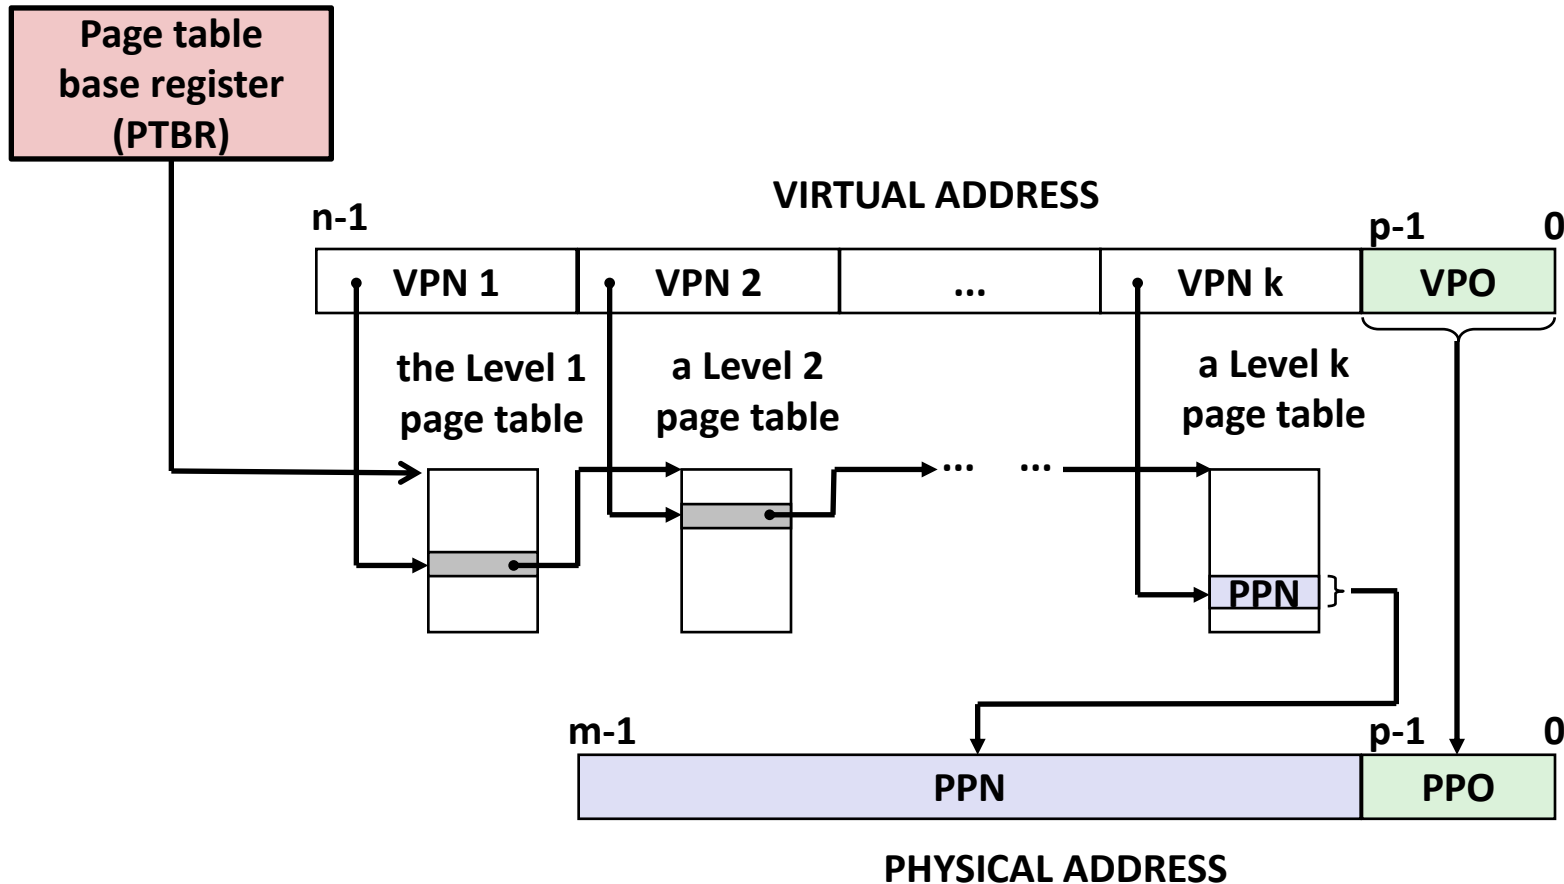 Page table
base register
(PTBR)
VIRTUAL ADDRESS
n-1
p-1
0
VPN 1
VPN 2
...
VPN k
VPO
the Level 1
page table
a Level 2
page table
a Level k
page table
... ...
PPN
m-1
p-1
0
PPN
PPO
PHYSICAL ADDRESS